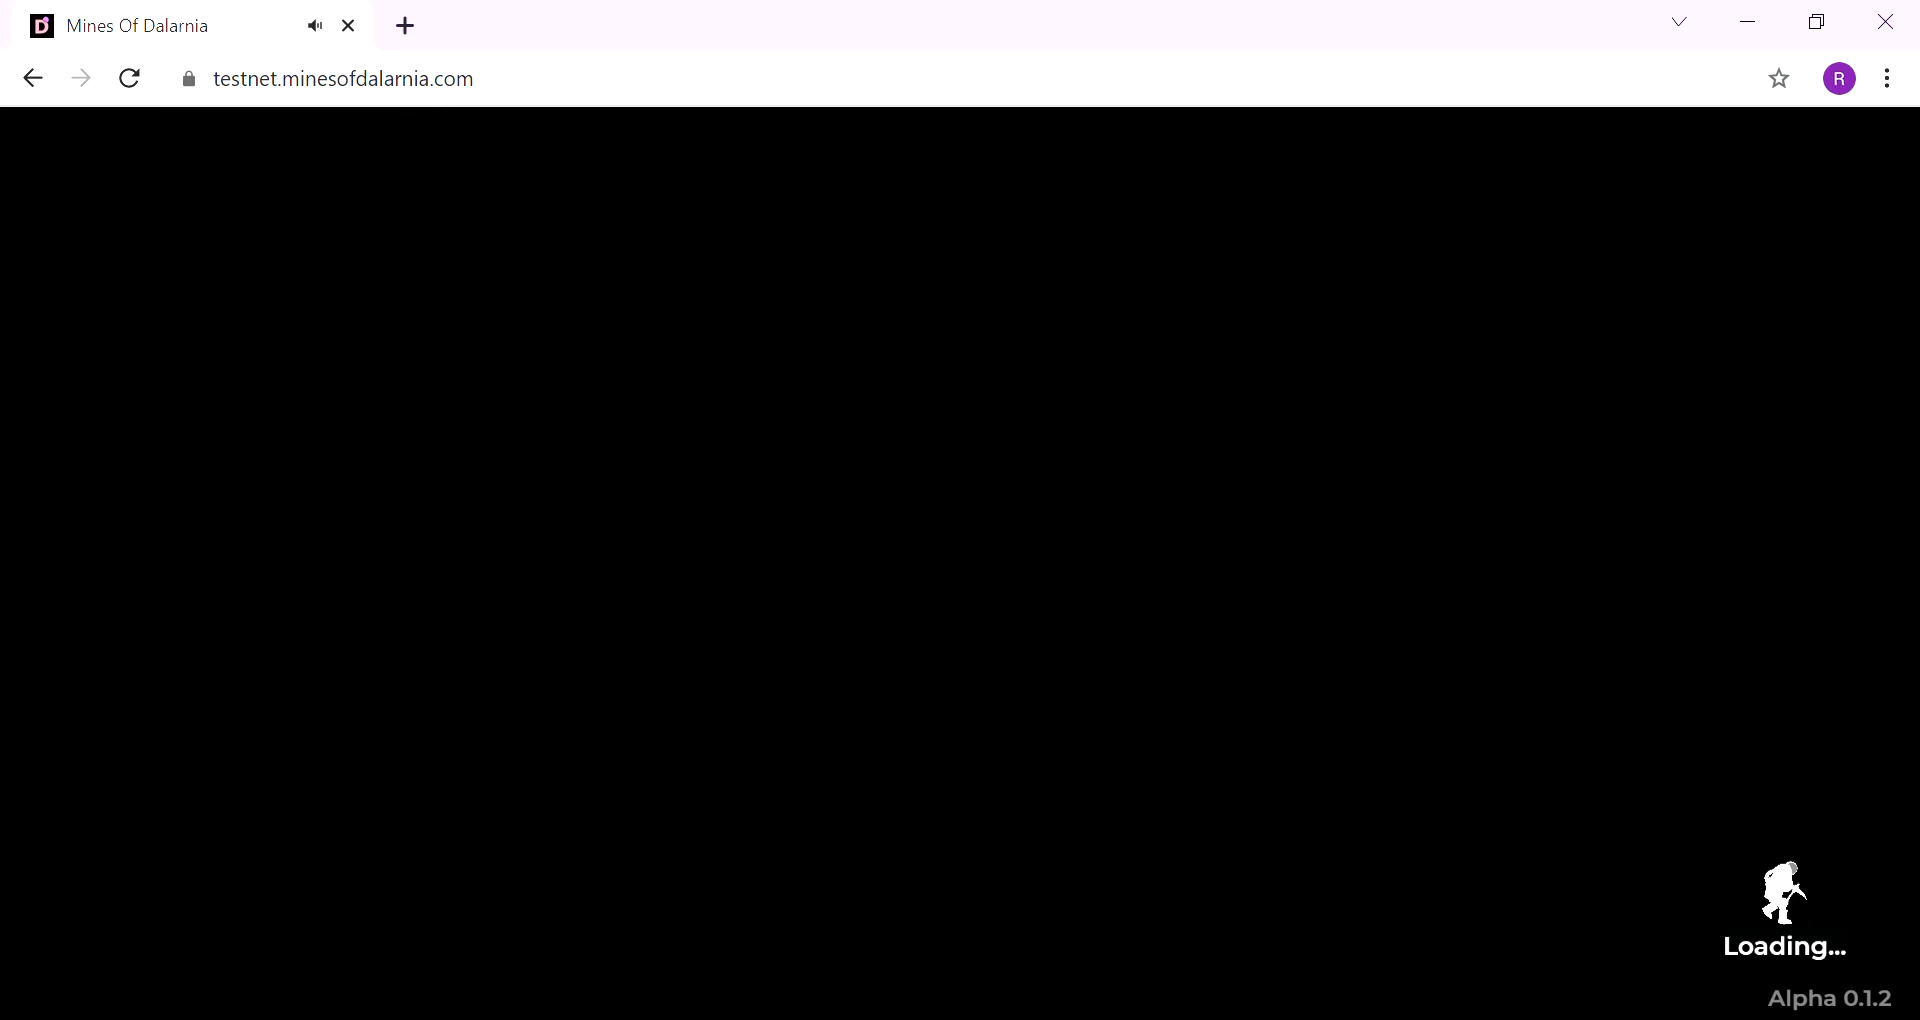 Mines Of Dalarnia
testnet.minesofdalarnia.com
R
Loading...
Alpha 0.1.2